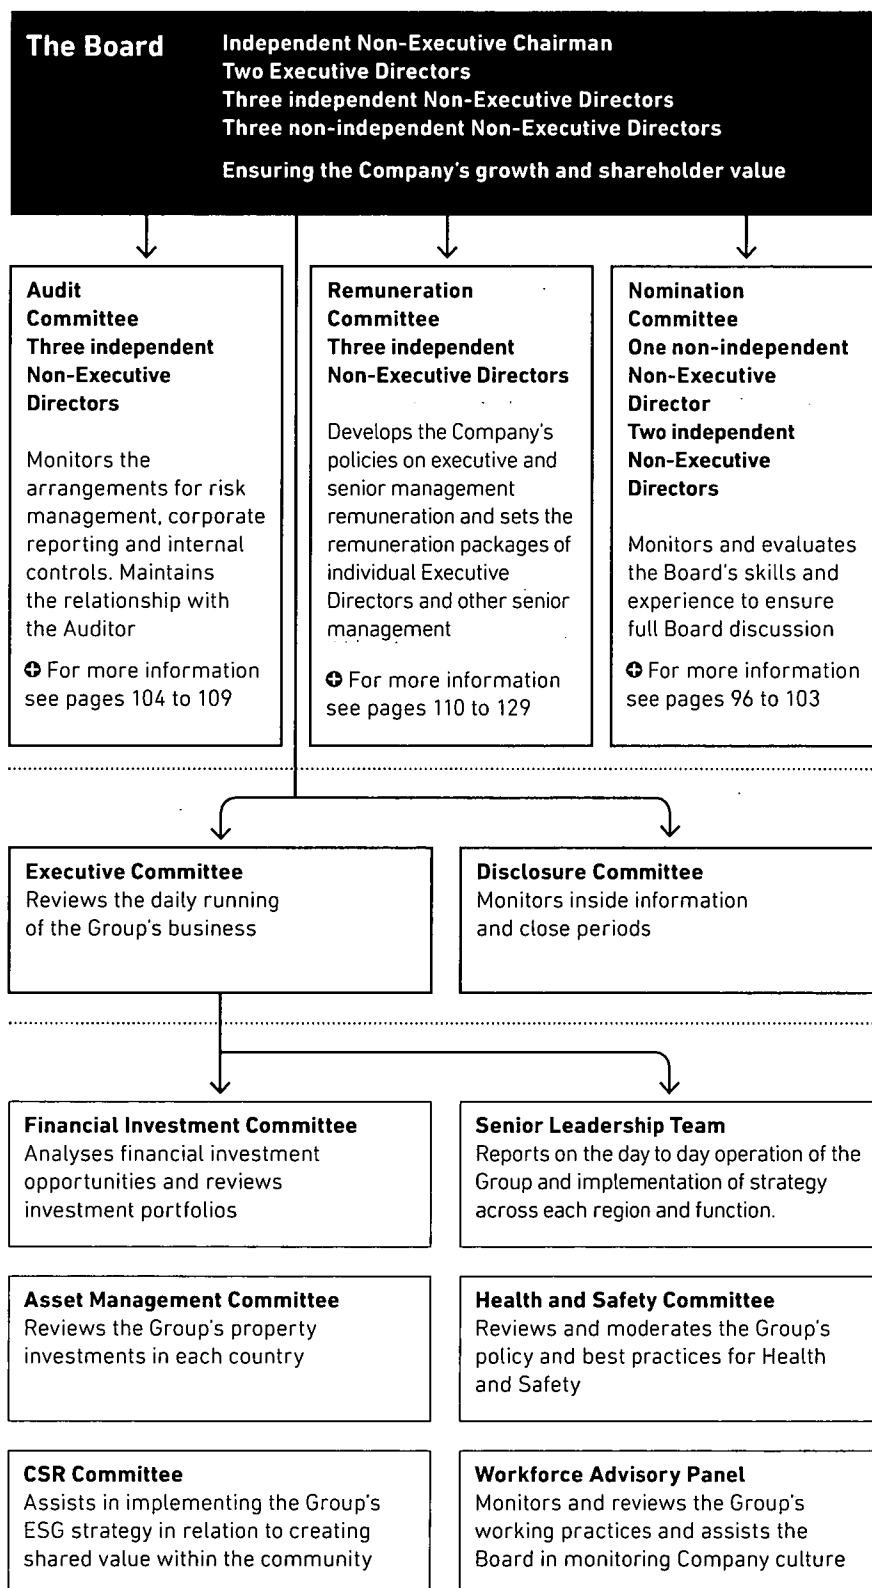 The Board
Independent Non-Executive Chairman
Two Executive Directors
Three independent Non-Executive Directors
Three non-independent Non-Executive Directors
Ensuring the Company's growth and shareholder value
Audit
Committee
Three independent
Non-Executive
Directors
Monitors the
arrangements for risk
management, corporate
reporting and internal
controls. Maintains
the relationship with
the Auditor
For more information
see pages 104 to 109
Remuneration
Committee
Three independent
Non-Executive Directors
Develops the Company's
policies on executive and
senior management
remuneration and sets the
remuneration packages of
individual Executive
Directors and other senior
management
For more information
see pages 110 to 129
Nomination
Committee
One non-independent
Non-Executive
Director
Two independent
Non-Executive
Directors
Monitors and evaluates
the Board's skills and
experience to ensure
full Board discussion
For more information
see pages 96 to 103
Executive Committee
Reviews the daily running
of the Group's business
Disclosure Committee
Monitors inside information
and close periods
Financial Investment Committee
Analyses financial investment
opportunities and reviews
investment portfolios
Senior Leadership Team
Reports on the day to day operation of the
Group and implementation of strategy
across each region and function.
Asset Management Committee
Reviews the Group's property
investments in each country
Health and Safety Committee
Reviews and moderates the Group's
policy and best practices for Health
and Safety
CSR Committee
Assists in implementing the Group's
ESG strategy in relation to creating
shared value within the community
Workforce Advisory Panel
Monitors and reviews the Group's
working practices and assists the
Board in monitoring Company culture